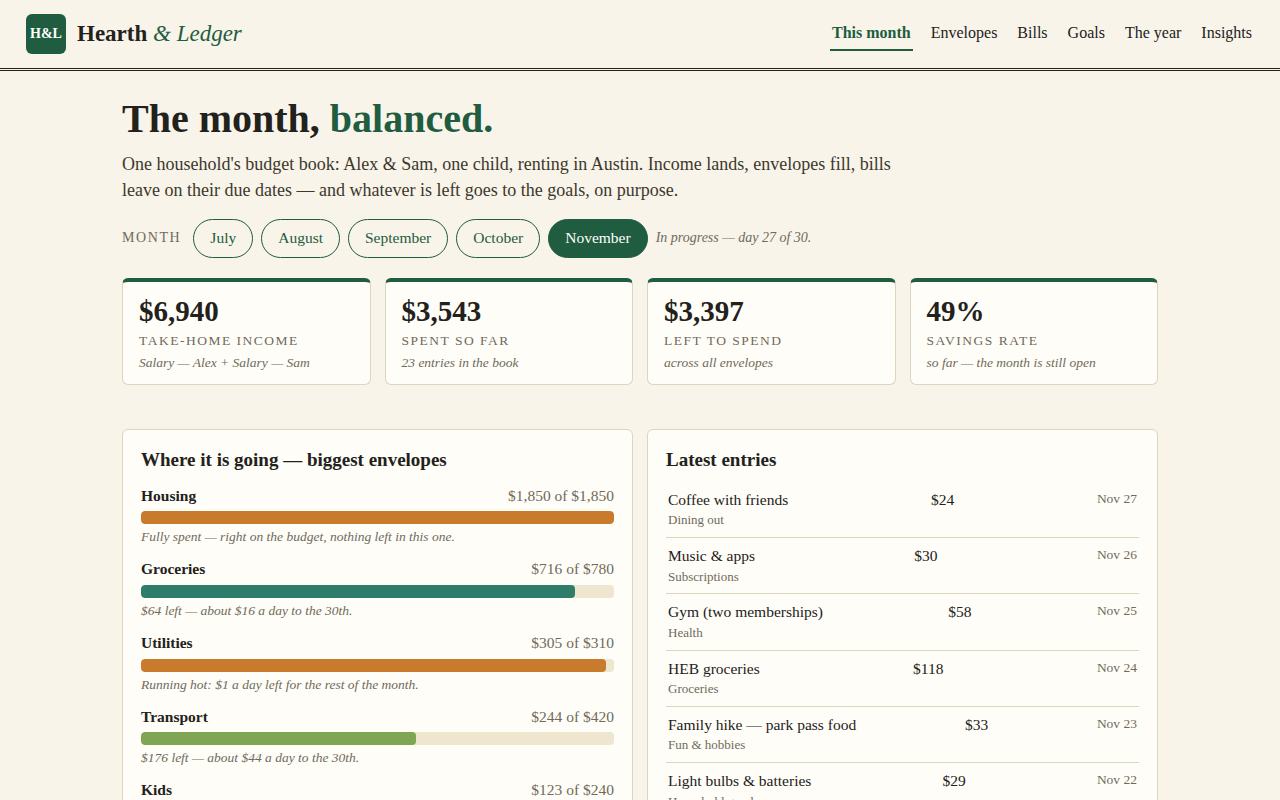 H&L Hearth & Ledger
This month Envelopes Bills Goals The year Insights
The month, balanced.
One household's budget book: Alex & Sam, one child, renting in Austin. Income lands, envelopes fill, bills
leave on their due dates — and whatever is left goes to the goals, on purpose.
MONTH July August September October November In progress — day 27 of 30.
$6,940
TAKE-HOME INCOME
Salary — Alex + Salary — Sam
$3,543
SPENT SO FAR
23 entries in the book
$3,397
LEFT TO SPEND
across all envelopes
49%
SAVINGS RATE
so far — the month is still open
Where it is going — biggest envelopes
Housing $1,850 of $1,850
Fully spent — right on the budget, nothing left in this one.
Groceries $716 of $780
$64 left — about $16 a day to the 30th.
Utilities $305 of $310
Running hot: $1 a day left for the rest of the month.
Transport $244 of $420
$176 left — about $44 a day to the 30th.
Kids $123 of $240
Latest entries
Coffee with friends $24 Nov 27
Dining out
Music & apps $30 Nov 26
Subscriptions
Gym (two memberships) $58 Nov 25
Health
HEB groceries $118 Nov 24
Groceries
Family hike — park pass food $33 Nov 23
Fun & hobbies
Light bulbs & batteries $29 Nov 22